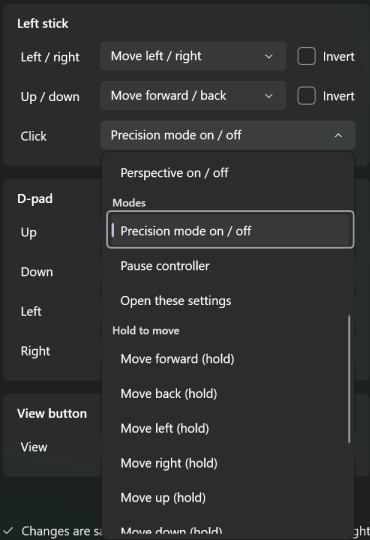 Left stick
Left / right Move left / right Invert
Up / down Move forward / back Invert
Click Precision mode on / off
Perspective on / off
D-pad
Modes
Up Precision mode on / off
Down Pause controller
Left Open these settings
Hold to move
Right Move forward (hold)
Move back (hold)
View button Move left (hold)
View Move right (hold)
Move up (hold)
Changes are Move down (hold)